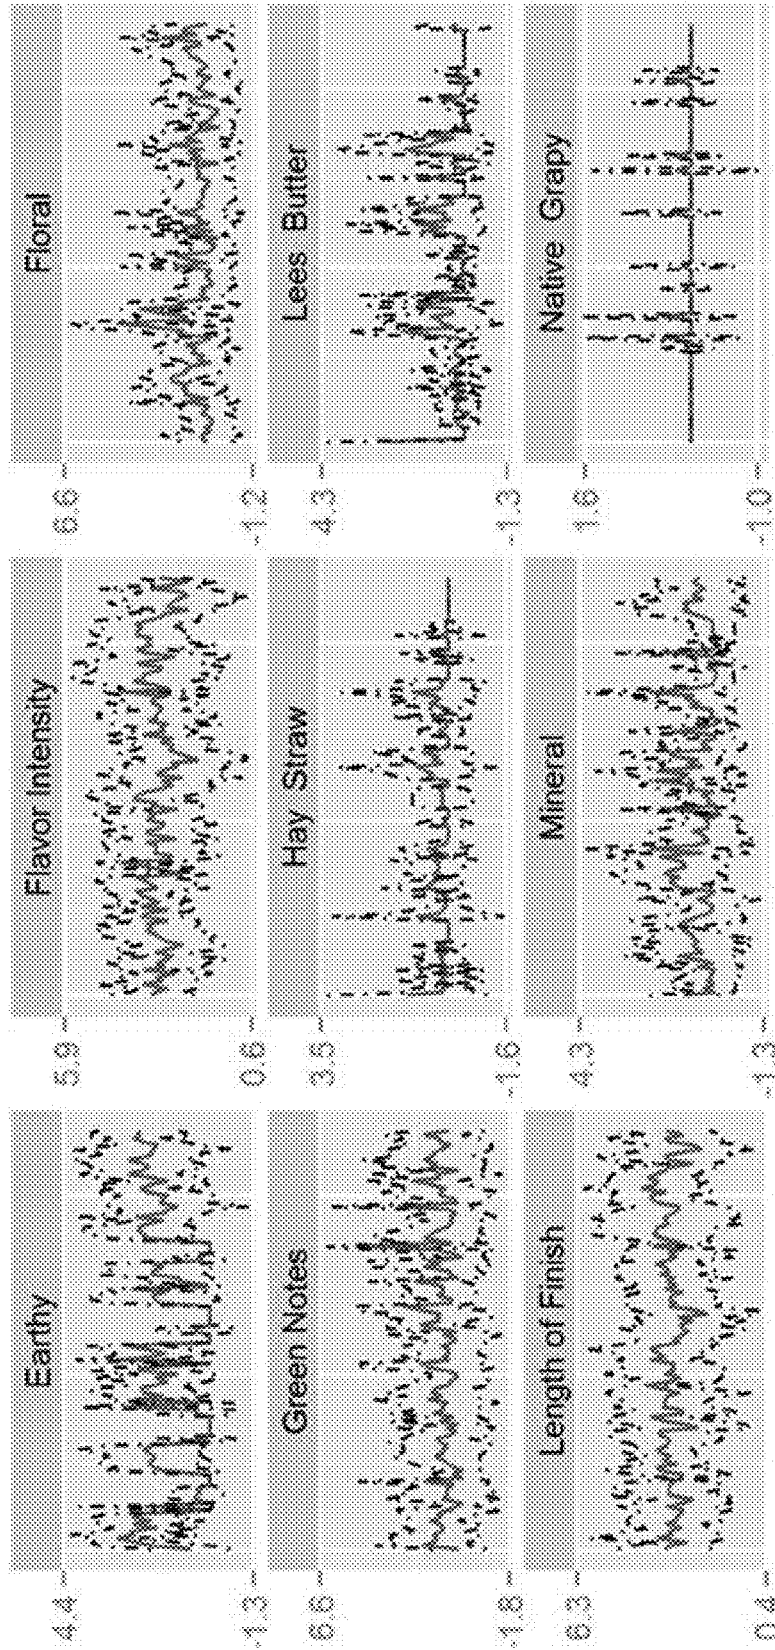 Earthy Flavor Intensity Floral
4.4 5.9 6.6
-1.3 0.6 -1.2
Green Notes Hay Straw Lees Butter
6.6 4.3
-1.8 -1.6 -1.3
Length of Finish Mineral Native Grapy
6.3 4.3 1.6
0.4 -1.3 -1.0